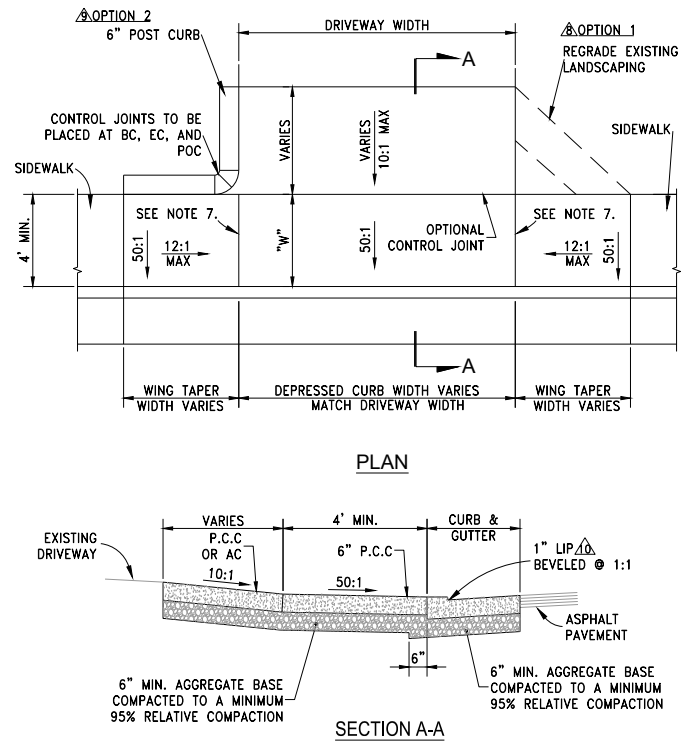 9 OPTION 2
6" POST CURB
DRIVEWAY WIDTH
8 OPTION 1
REGRADE EXISTING
LANDSCAPING
A
CONTROL JOINTS TO BE
PLACED AT BC, EC, AND
POC
VARIES
VARIES
10:1 MAX
SIDEWALK
SIDEWALK
4' MIN.
SEE NOTE 7.
50:1
12:1
MAX
"W"
50:1
OPTIONAL
CONTROL JOINT
SEE NOTE 7.
12:1
MAX
50:1
A
WING TAPER
WIDTH VARIES
DEPRESSED CURB WIDTH VARIES
MATCH DRIVEWAY WIDTH
WING TAPER
WIDTH VARIES
PLAN
VARIES
4' MIN.
CURB &
GUTTER
EXISTING
DRIVEWAY
P.C.C
OR AC
6" P.C.C
1" LIP 10
BEVELED @ 1:1
10:1
50:1
ASPHALT
PAVEMENT
6"
6" MIN. AGGREGATE BASE
COMPACTED TO A MINIMUM
95% RELATIVE COMPACTION
6" MIN. AGGREGATE BASE
COMPACTED TO A MINIMUM
95% RELATIVE COMPACTION
SECTION A-A